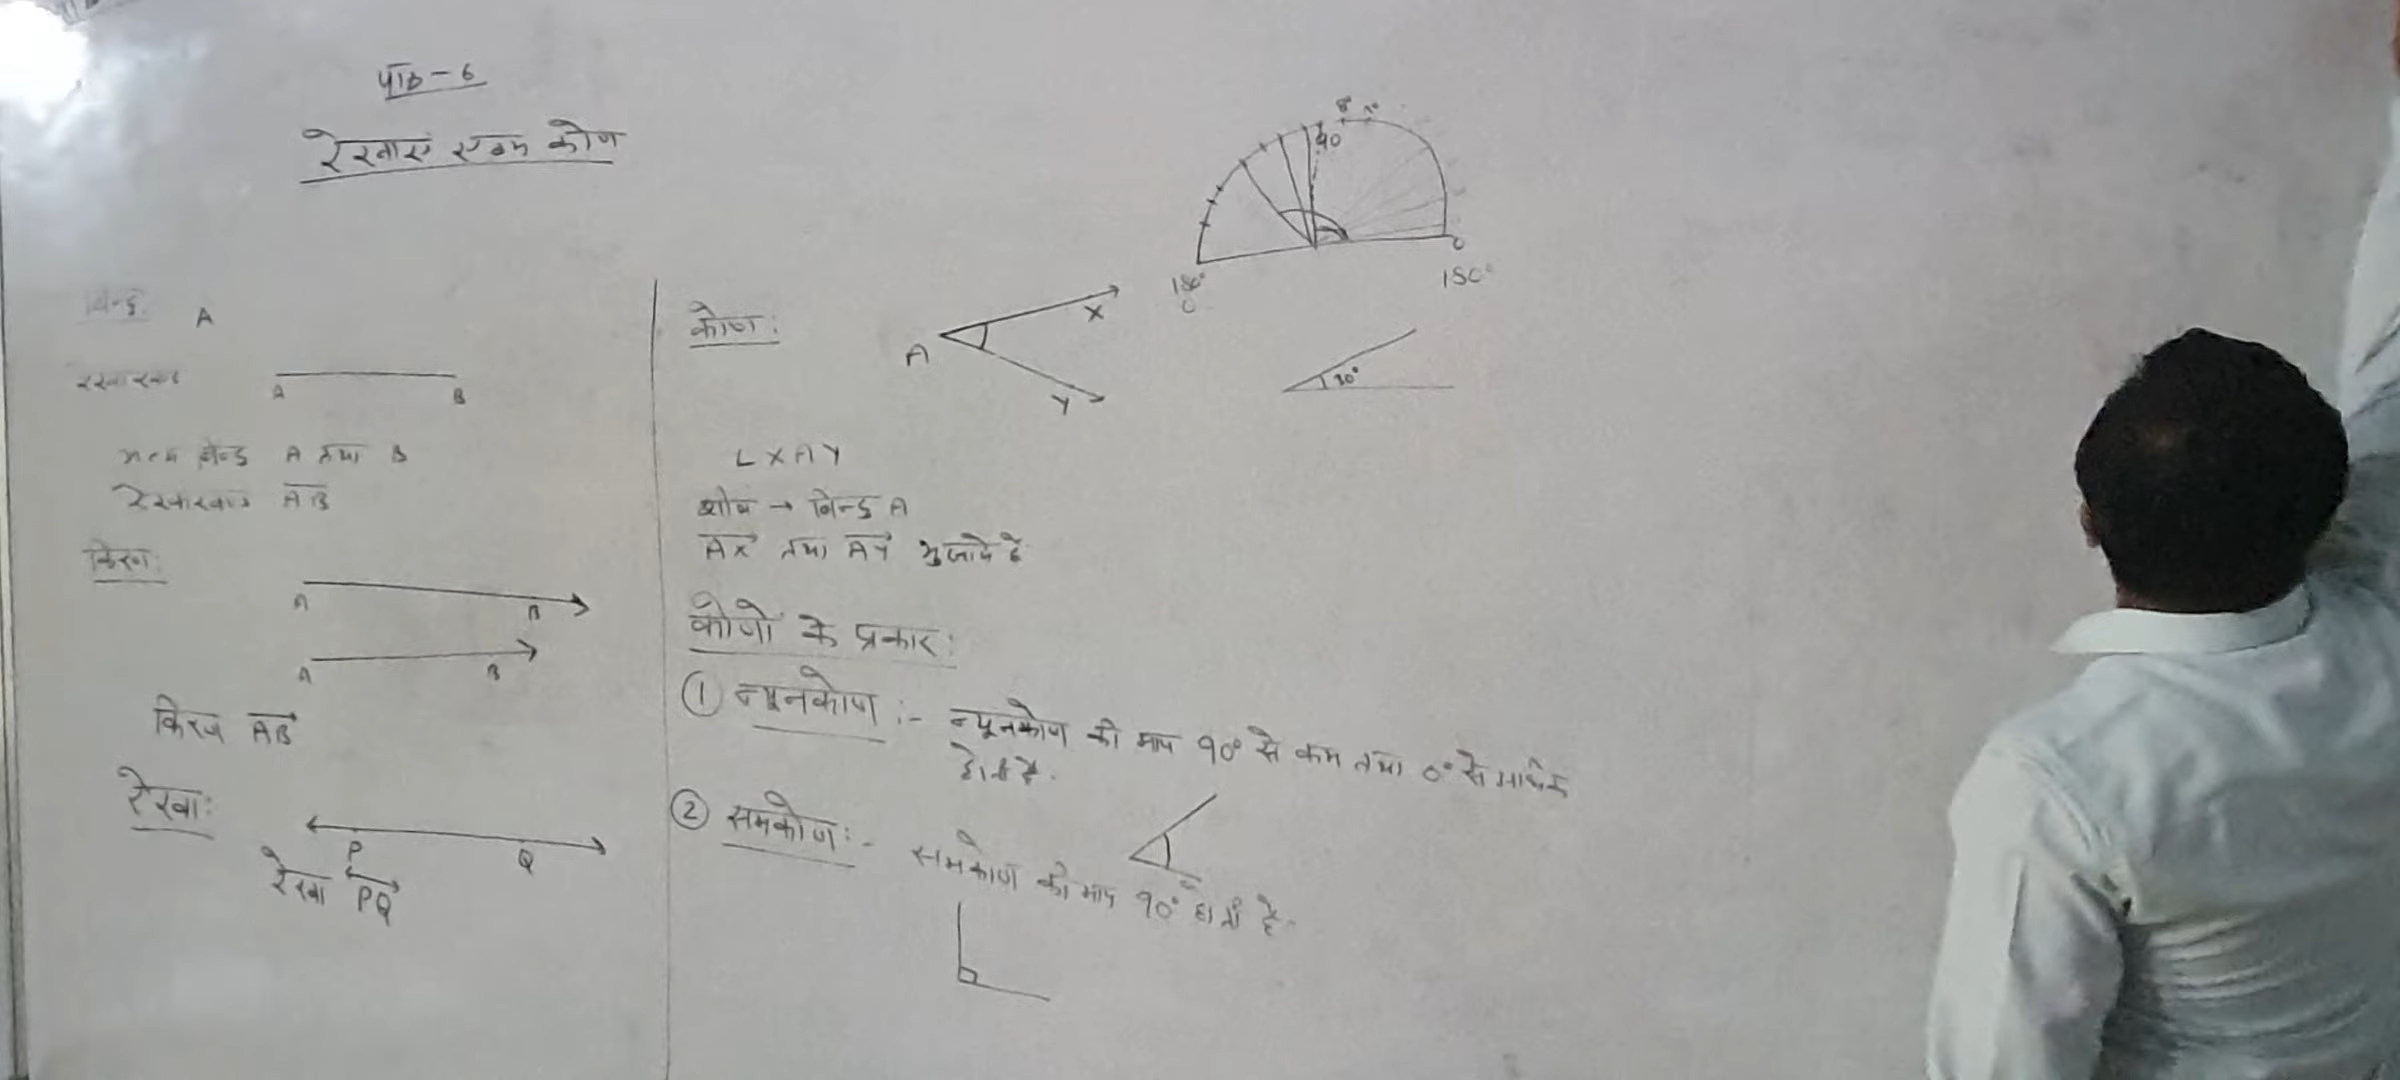 पाठ-6
रेखाएं एवम कोण
बिन्दु:
A
रेखाखण्ड
A B
बिन्दु A तथा B
रेखाखण्ड AB
किरण:
A B
A B
किरण AB
रेखा:
P Q
रेखा PQ
90
180°
0
0
180°
कोण:
A X Y
30°
∠XAY
शीर्ष → बिन्दु A
AX तथा AY भुजाये है
कोणों के प्रकार:
① न्यूनकोण :- न्यूनकोण की माप 90° से कम तथा 0° से अधिक
होती है.
② समकोण:- समकोण की माप 90° होती है.